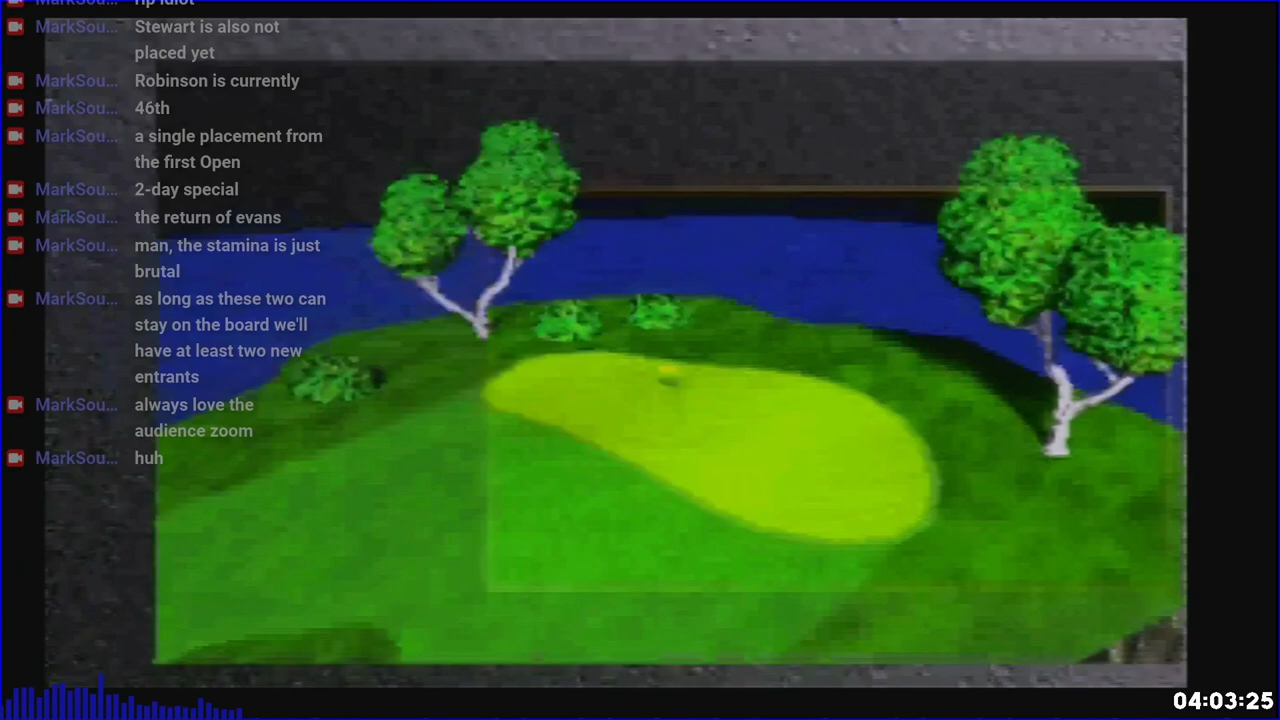 rip idiot
MarkSou... Stewart is also not
placed yet
MarkSou... Robinson is currently
MarkSou... 46th
MarkSou... a single placement from
the first Open
MarkSou... 2-day special
MarkSou... the return of evans
MarkSou... man, the stamina is just
brutal
MarkSou... as long as these two can
stay on the board we'll
have at least two new
entrants
MarkSou... always love the
audience zoom
MarkSou... huh
04:03:25